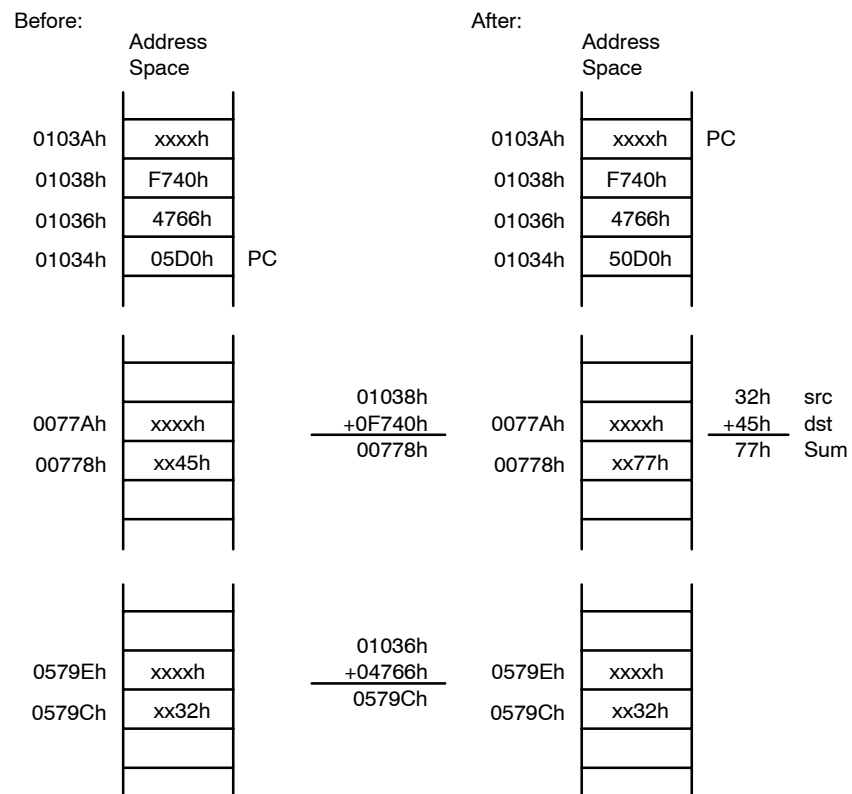 Before:
After:
Address
Space
Address
Space
0103Ah xxxxh
0103Ah xxxxh PC
01038h F740h
01038h F740h
01036h 4766h
01036h 4766h
01034h 05D0h PC
01034h 50D0h
01038h
+0F740h
00778h
32h src
+45h dst
77h Sum
0077Ah xxxxh
0077Ah xxxxh
00778h xx45h
00778h xx77h
01036h
+04766h
0579Ch
0579Eh xxxxh
0579Eh xxxxh
0579Ch xx32h
0579Ch xx32h